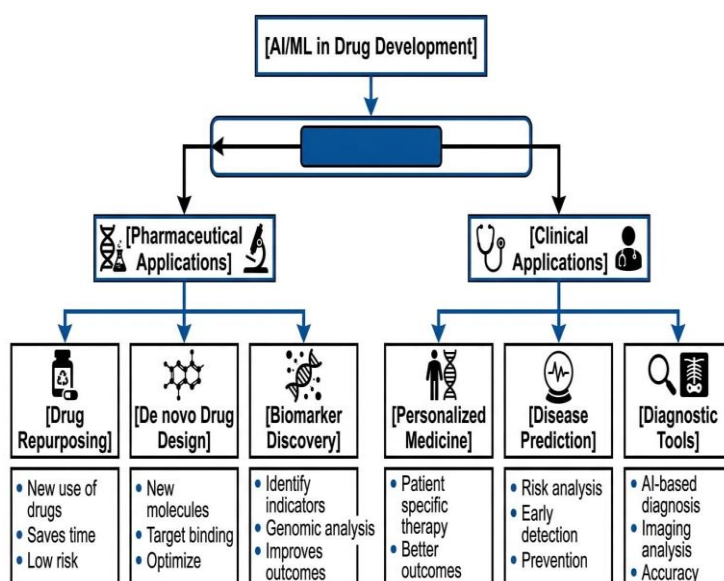 [AI/ML in Drug Development]
[Pharmaceutical
Applications]
[Clinical
Applications]
[Drug
Repurposing]
[De novo Drug
Design]
[Biomarker
Discovery]
[Personalized
Medicine]
[Disease
Prediction]
[Diagnostic
Tools]
• New use of
drugs
• Saves time
• Low risk
• New
molecules
• Target binding
• Optimize
• Identify
indicators
• Genomic analysis
• Improves
outcomes
• Patient
specific
therapy
• Better
outcomes
• Risk analysis
• Early
detection
• Prevention
• AI-based
diagnosis
• Imaging
analysis
• Accuracy